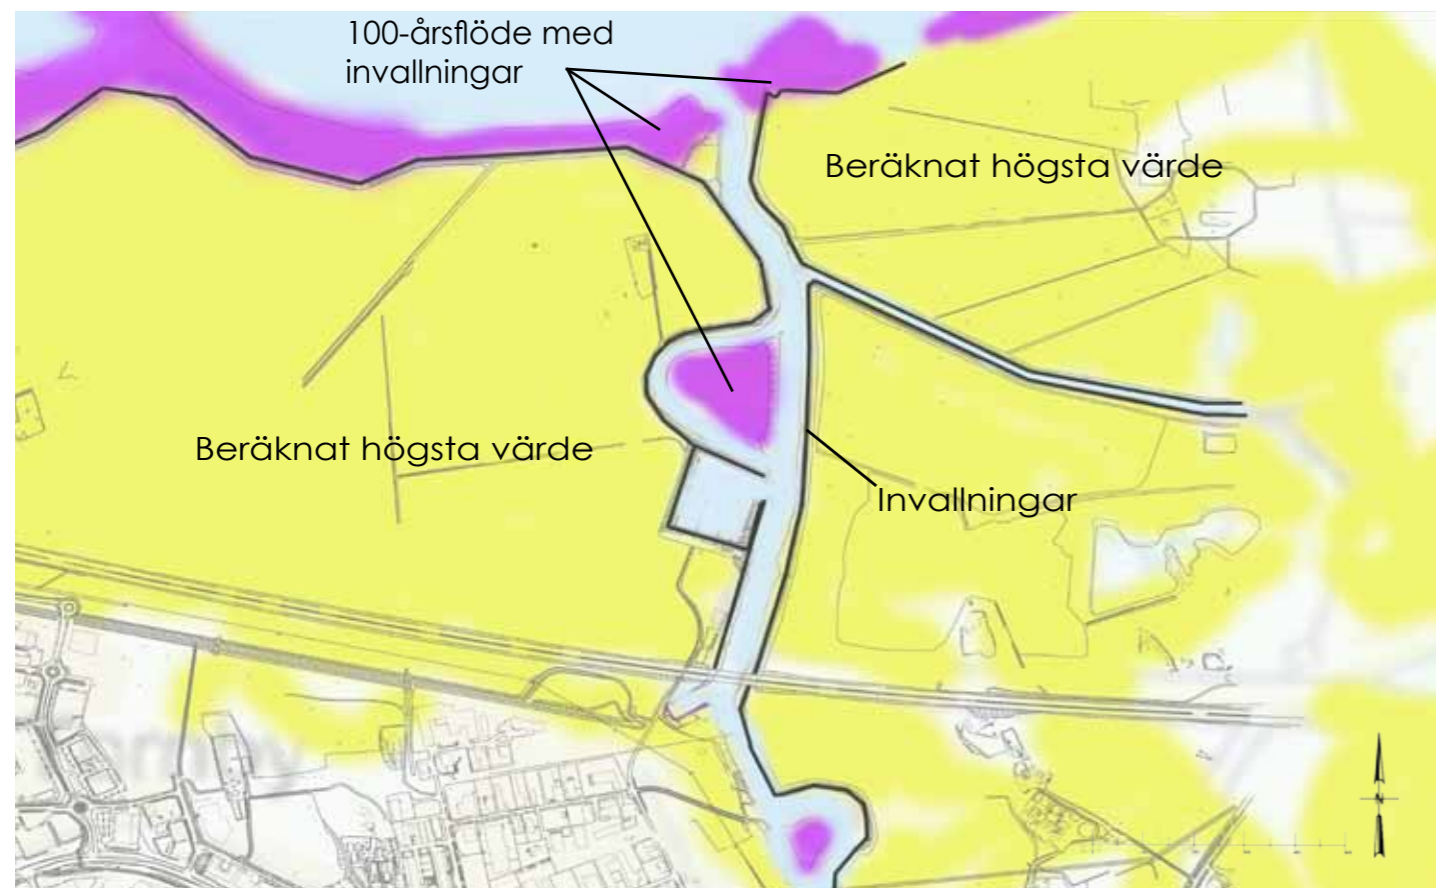 100-årsflöde med
invallningar
Beräknat högsta värde
Beräknat högsta värde
Invallningar
N